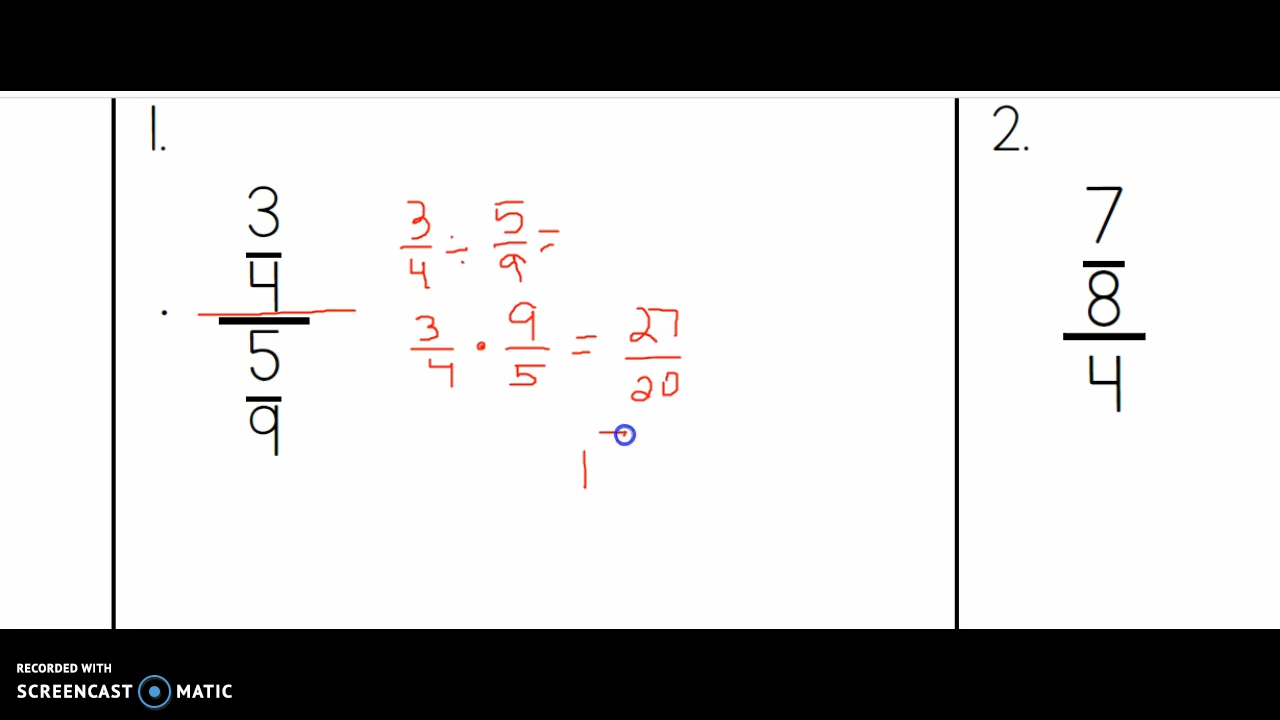 1.
3
4
5
9
3/4 ÷ 5/9 =
3/4 · 9/5 = 27/20
1
2.
7
8
4
RECORDED WITH
SCREENCAST MATIC